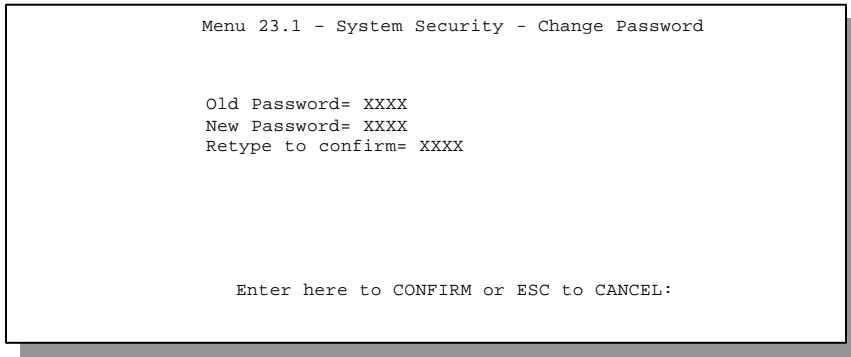 Menu 23.1 – System Security - Change Password
Old Password= XXXX
New Password= XXXX
Retype to confirm= XXXX
Enter here to CONFIRM or ESC to CANCEL: